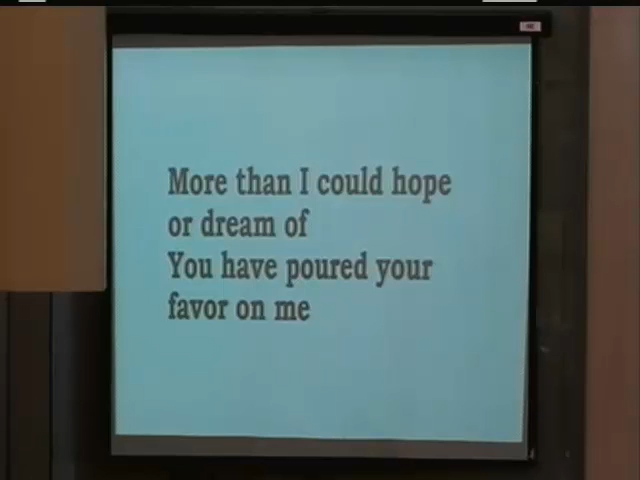 More than I could hope
or dream of
You have poured your
favor on me